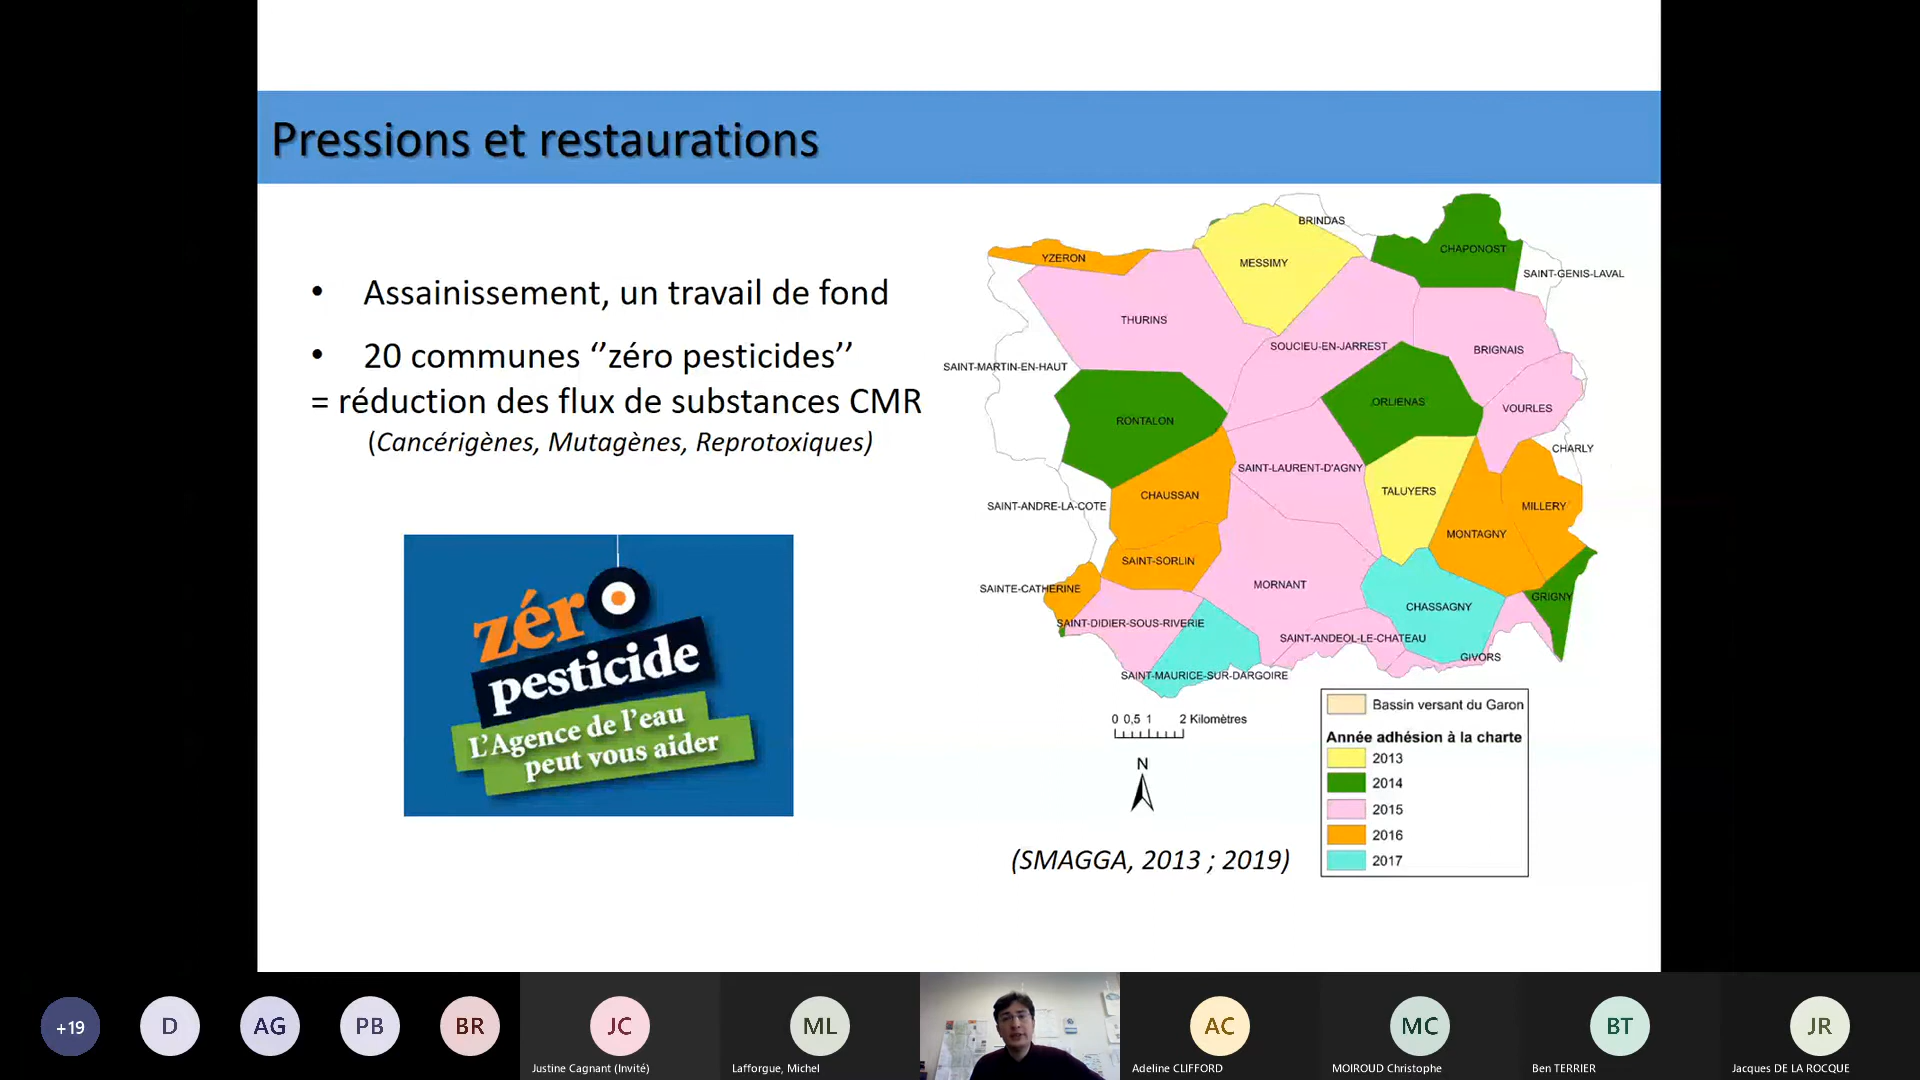 Pressions et restaurations
• Assainissement, un travail de fond
• 20 communes ‘’zéro pesticides’’
= réduction des flux de substances CMR
(Cancérigènes, Mutagènes, Reprotoxiques)
zéro
pesticide
L’Agence de l’eau
peut vous aider
BRINDAS
CHAPONOST
YZERON
MESSIMY
SAINT-GENIS-LAVAL
THURINS
SOUCIEU-EN-JARREST
BRIGNAIS
SAINT-MARTIN-EN-HAUT
ORLIENAS
VOURLES
RONTALON
CHARLY
SAINT-LAURENT-D'AGNY
TALUYERS
CHAUSSAN
SAINT-ANDRE-LA-COTE
MILLERY
MONTAGNY
SAINT-SORLIN
SAINTE-CATHERINE
MORNANT
GRIGNY
CHASSAGNY
SAINT-DIDIER-SOUS-RIVERIE
SAINT-ANDEOL-LE-CHATEAU
GIVORS
SAINT-MAURICE-SUR-DARGOIRE
0 0,5 1 2 Kilomètres
N
Bassin versant du Garon
Année adhésion à la charte
2013
2014
2015
2016
2017
(SMAGGA, 2013 ; 2019)
+19
D
AG
PB
BR
JC
Justine Cagnant (Invité)
ML
Lafforgue, Michel
AC
Adeline CLIFFORD
MC
MOIROUD Christophe
BT
Ben TERRIER
JR
Jacques DE LA ROCQUE